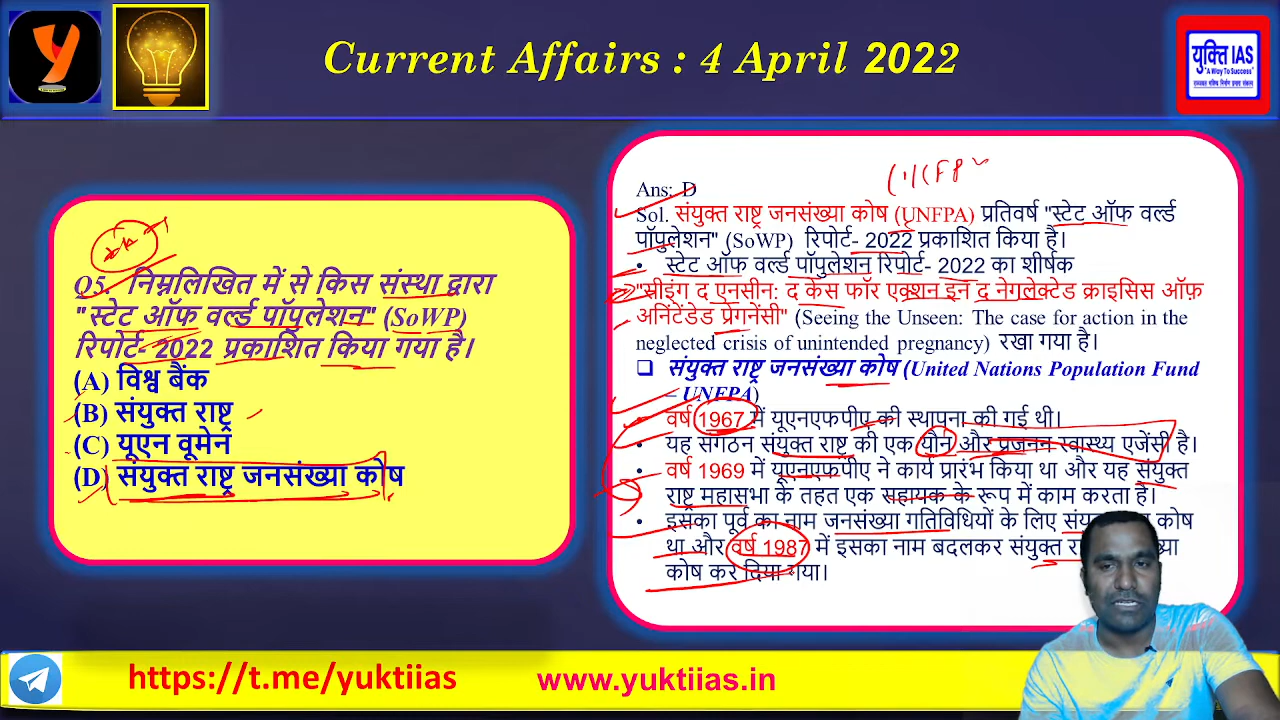 Current Affairs : 4 April 2022
युक्ति IAS
"A Way To Success"
Q5. निम्नलिखित में से किस संस्था द्वारा
"स्टेट ऑफ वर्ल्ड पॉपुलेशन" (SoWP)
रिपोर्ट- 2022 प्रकाशित किया गया है।
(A) विश्व बैंक
(B) संयुक्त राष्ट्र
(C) यूएन वूमेन
(D) संयुक्त राष्ट्र जनसंख्या कोष
Ans: D
Sol. संयुक्त राष्ट्र जनसंख्या कोष (UNFPA) प्रतिवर्ष "स्टेट ऑफ वर्ल्ड
पॉपुलेशन" (SoWP) रिपोर्ट- 2022 प्रकाशित किया है।
• स्टेट ऑफ वर्ल्ड पॉपुलेशन रिपोर्ट- 2022 का शीर्षक
"सीइंग द एनसीन: द केस फॉर एक्शन इन द नेगलेक्टेड क्राइसिस ऑफ़
अनिंटेंडेड प्रेगनेंसी" (Seeing the Unseen: The case for action in the
neglected crisis of unintended pregnancy) रखा गया है।
❑ संयुक्त राष्ट्र जनसंख्या कोष (United Nations Population Fund
– UNFPA)
• वर्ष 1967 में यूएनएफपीए की स्थापना की गई थी।
• यह संगठन संयुक्त राष्ट्र की एक यौन और प्रजनन स्वास्थ्य एजेंसी है।
• वर्ष 1969 में यूएनएफपीए ने कार्य प्रारंभ किया था और यह संयुक्त
राष्ट्र महासभा के तहत एक सहायक के रूप में काम करता है।
• इसका पूर्व का नाम जनसंख्या गतिविधियों के लिए कोष
था और वर्ष 1987 में इसका नाम बदलकर संयुक्त
कोष कर दिया गया।
https://t.me/yuktiias
www.yuktiias.in